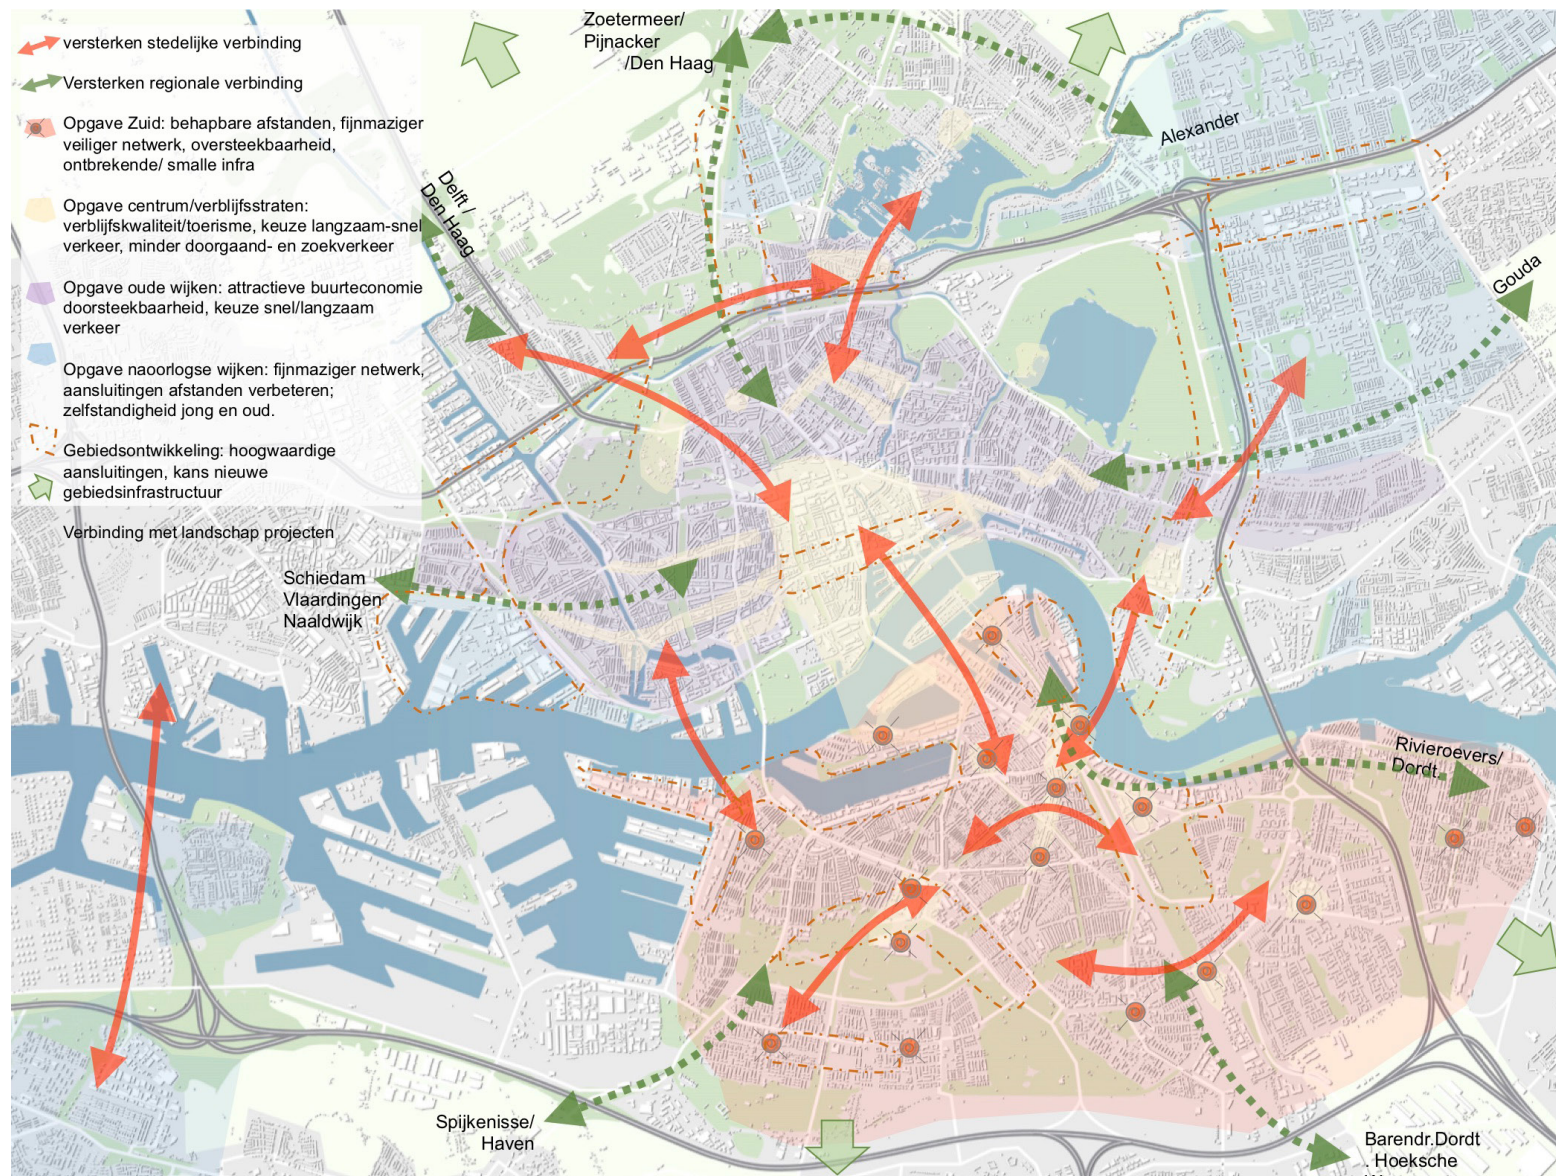 versterken stedelijke verbinding
Versterken regionale verbinding
Opgave Zuid: behapbare afstanden, fijnmaziger
veiliger netwerk, oversteekbaarheid,
ontbrekende/ smalle infra
Opgave centrum/verblijfsstraten:
verblijfskwaliteit/toerisme, keuze langzaam-snel
verkeer, minder doorgaand- en zoekverkeer
Opgave oude wijken: attractieve buurteconomie
doorsteekbaarheid, keuze snel/langzaam
verkeer
Opgave naoorlogse wijken: fijnmaziger netwerk,
aansluitingen afstanden verbeteren;
zelfstandigheid jong en oud.
Gebiedsontwikkeling: hoogwaardige
aansluitingen, kans nieuwe
gebiedsinfrastructuur
Verbinding met landschap projecten
Zoetermeer/
Pijnacker
/Den Haag
Alexander
Delft /
Den Haag
Gouda
Schiedam
Vlaardingen
Naaldwijk
Rivieroevers/
Dordt.
Spijkenisse/
Haven
Barendr.Dordt
. Hoeksche